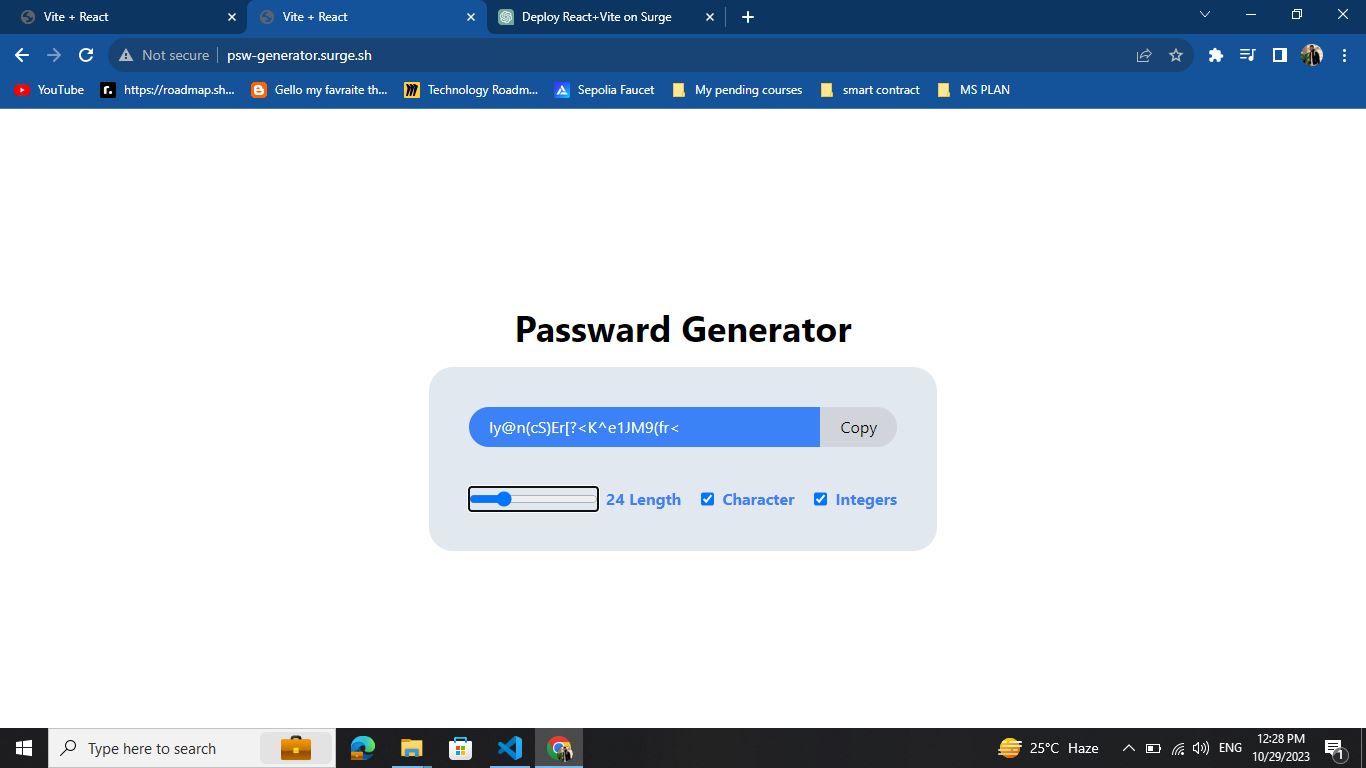 Vite + React
Vite + React
Deploy React+Vite on Surge
Not secure
psw-generator.surge.sh
YouTube
https://roadmap.sh...
Gello my favraite th...
Technology Roadm...
Sepolia Faucet
My pending courses
smart contract
MS PLAN
Passward Generator
Iy@n(cS)Er[?<K^e1JM9(fr<
Copy
24 Length
Character
Integers
Type here to search
25°C Haze
ENG
12:28 PM
10/29/2023
1